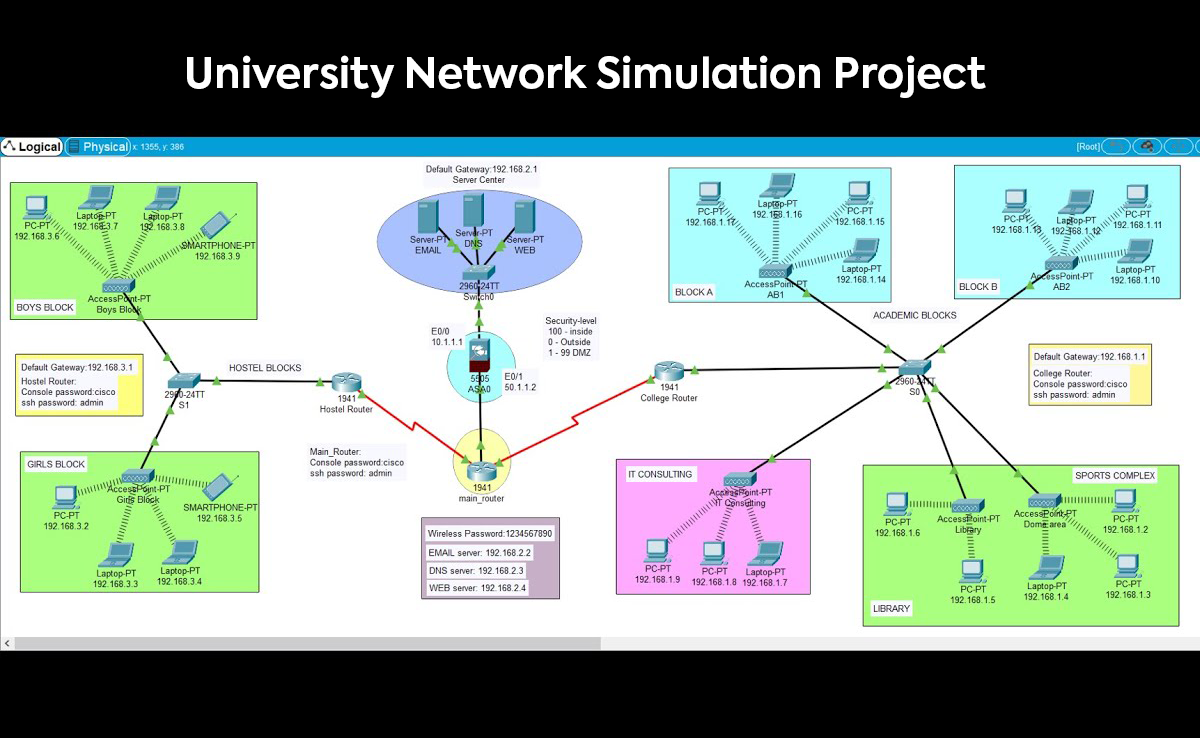 University Network Simulation Project
Logical
Physical
x: 1355, y: 386
[Root]
PC-PT
192.168.3.6
Laptop-PT
192.168.3.7
Laptop-PT
192.168.3.8
SMARTPHONE-PT
192.168.3.9
AccessPoint-PT
Boys Block
BOYS BLOCK
Default Gateway:192.168.3.1
Hostel Router:
Console password:cisco
ssh password: admin
2960-24TT
S1
HOSTEL BLOCKS
1941
Hostel Router
GIRLS BLOCK
AccessPoint-PT
Girls Block
PC-PT
192.168.3.2
Laptop-PT
192.168.3.3
Laptop-PT
192.168.3.4
SMARTPHONE-PT
192.168.3.5
Default Gateway:192.168.2.1
Server Center
Server-PT
EMAIL
Server-PT
DNS
Server-PT
WEB
2960-24TT
Switch0
E0/0
10.1.1.1
Security-level
100 - inside
0 - Outside
1 - 99 DMZ
5505
ASA0
E0/1
50.1.1.2
Main_Router:
Console password:cisco
ssh password: admin
1941
main_router
Wireless Password:1234567890
EMAIL server: 192.168.2.2
DNS server: 192.168.2.3
WEB server: 192.168.2.4
1941
College Router
PC-PT
192.168.1.17
Laptop-PT
192.168.1.16
PC-PT
192.168.1.15
Laptop-PT
192.168.1.14
AccessPoint-PT
AB1
BLOCK A
PC-PT
192.168.1.13
Laptop-PT
192.168.1.12
PC-PT
192.168.1.11
Laptop-PT
192.168.1.10
AccessPoint-PT
AB2
BLOCK B
ACADEMIC BLOCKS
2960-24TT
S0
Default Gateway:192.168.1.1
College Router:
Console password:cisco
ssh password: admin
IT CONSULTING
AccessPoint-PT
IT Consulting
PC-PT
192.168.1.9
PC-PT
192.168.1.8
Laptop-PT
192.168.1.7
SPORTS COMPLEX
PC-PT
192.168.1.6
AccessPoint-PT
Library
PC-PT
192.168.1.5
AccessPoint-PT
Dome area
PC-PT
192.168.1.2
Laptop-PT
192.168.1.4
PC-PT
192.168.1.3
LIBRARY